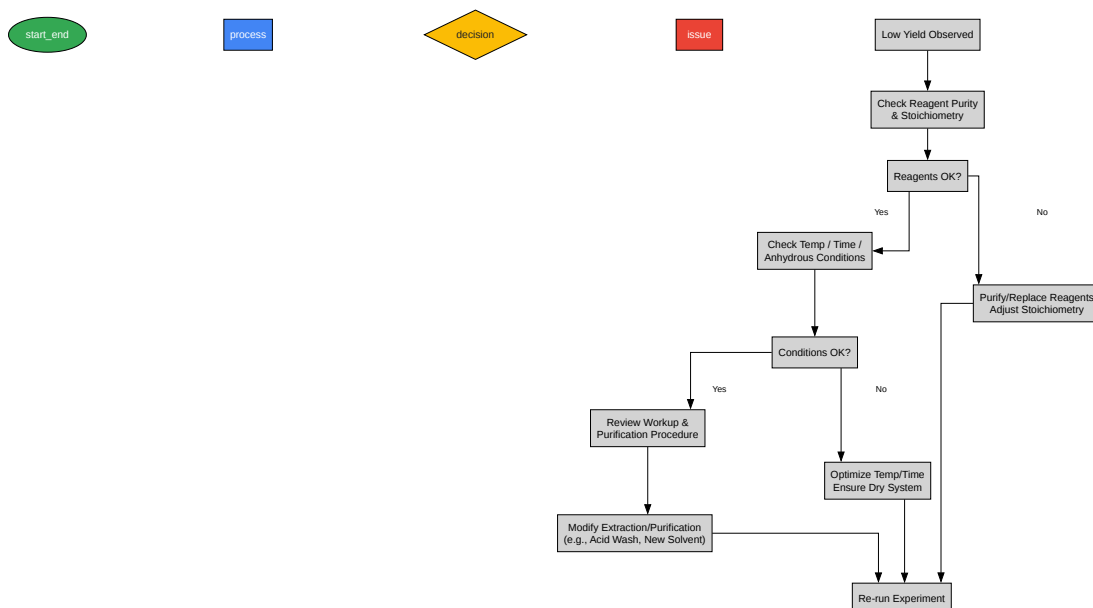 start_end
process
decision
issue
Low Yield Observed
Check Reagent Purity
& Stoichiometry
Reagents OK?
Yes
No
Check Temp / Time /
Anhydrous Conditions
Purify/Replace Reagents
Adjust Stoichiometry
Conditions OK?
Yes
No
Review Workup &
Purification Procedure
Optimize Temp/Time
Ensure Dry System
Modify Extraction/Purification
(e.g., Acid Wash, New Solvent)
Re-run Experiment